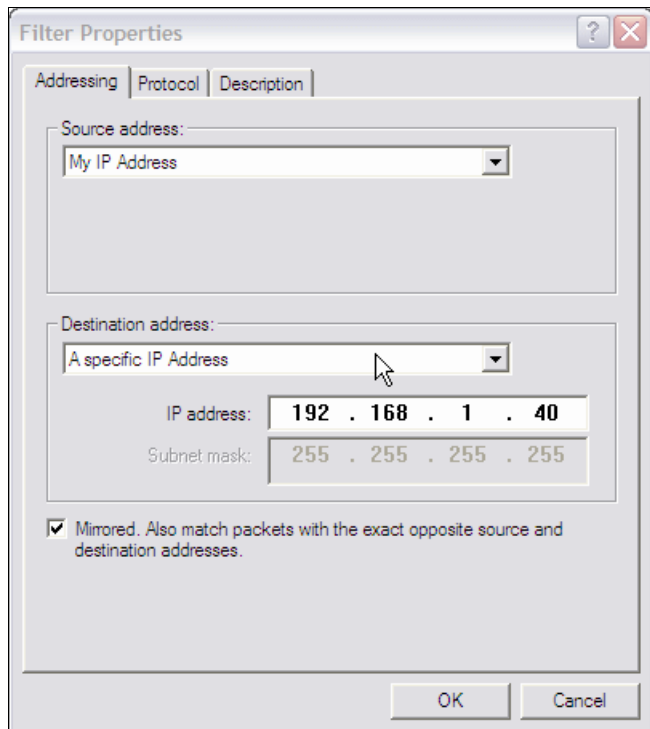 Filter Properties
Addressing
Protocol
Description
Source address:
My IP Address
Destination address:
A specific IP Address
IP address:
192 . 168 . 1 . 40
Subnet mask:
255 . 255 . 255 . 255
Mirrored. Also match packets with the exact opposite source and
destination addresses.
OK
Cancel